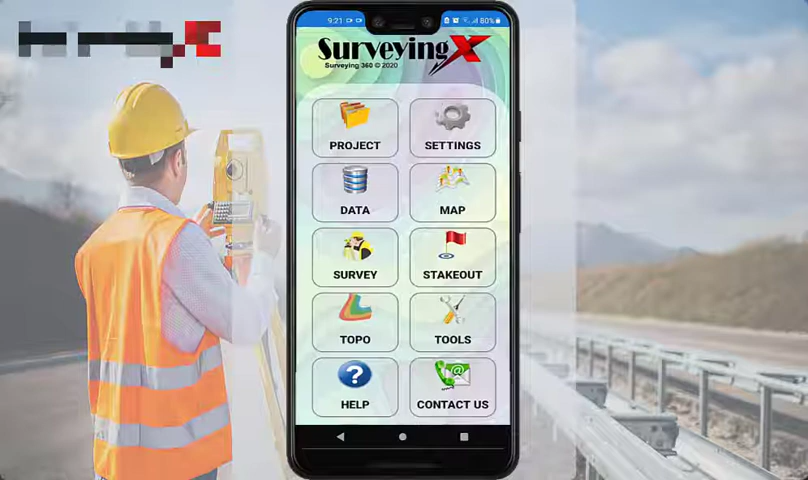 9:21
80%
SurveyingX
Surveying 360 © 2020
PROJECT
SETTINGS
DATA
MAP
SURVEY
STAKEOUT
TOPO
TOOLS
HELP
CONTACT US